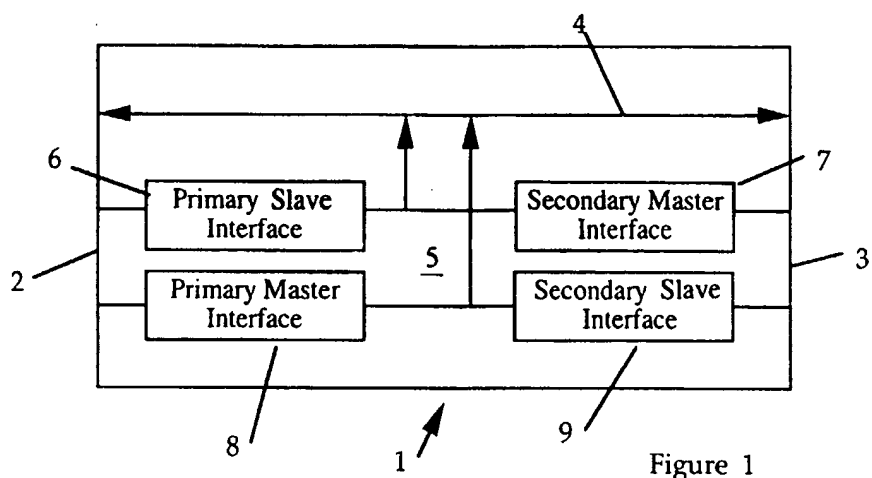 4
6
7
Primary Slave
Interface
Secondary Master
Interface
5
2
3
Primary Master
Interface
Secondary Slave
Interface
8
1
9
Figure 1